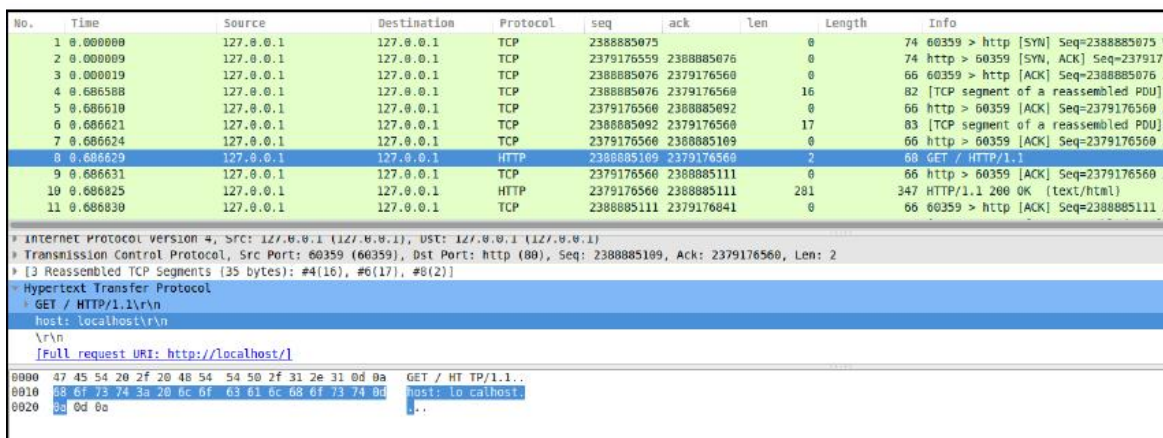 No. Time Source Destination Protocol seq ack len Length Info
1 0.000000 127.0.0.1 127.0.0.1 TCP 2388885075 0 74 60359 > http [SYN] Seq=2388885075
2 0.000009 127.0.0.1 127.0.0.1 TCP 2379176559 2388885076 0 74 http > 60359 [SYN, ACK] Seq=237917
3 0.000019 127.0.0.1 127.0.0.1 TCP 2388885076 2379176560 0 66 60359 > http [ACK] Seq=2388885076
4 0.686588 127.0.0.1 127.0.0.1 TCP 2388885076 2379176560 16 82 [TCP segment of a reassembled PDU]
5 0.686610 127.0.0.1 127.0.0.1 TCP 2379176560 2388885092 0 66 http > 60359 [ACK] Seq=2379176560
6 0.686621 127.0.0.1 127.0.0.1 TCP 2388885092 2379176560 17 83 [TCP segment of a reassembled PDU]
7 0.686624 127.0.0.1 127.0.0.1 TCP 2379176560 2388885109 0 66 http > 60359 [ACK] Seq=2379176560
8 0.686629 127.0.0.1 127.0.0.1 HTTP 2388885109 2379176560 2 68 GET / HTTP/1.1
9 0.686631 127.0.0.1 127.0.0.1 TCP 2379176560 2388885111 0 66 http > 60359 [ACK] Seq=2379176560
10 0.686825 127.0.0.1 127.0.0.1 HTTP 2379176560 2388885111 281 347 HTTP/1.1 200 OK (text/html)
11 0.686830 127.0.0.1 127.0.0.1 TCP 2388885111 2379176841 0 66 60359 > http [ACK] Seq=2388885111
Internet Protocol Version 4, Src: 127.0.0.1 (127.0.0.1), Dst: 127.0.0.1 (127.0.0.1)
Transmission Control Protocol, Src Port: 60359 (60359), Dst Port: http (80), Seq: 2388885109, Ack: 2379176560, Len: 2
[3 Reassembled TCP Segments (35 bytes): #4(16), #6(17), #8(2)]
Hypertext Transfer Protocol
GET / HTTP/1.1\r\n
host: localhost\r\n
\r\n
[Full request URI: http://localhost/]
0000 47 45 54 20 2f 20 48 54 54 50 2f 31 2e 31 0d 0a GET / HT TP/1.1..
0010 68 6f 73 74 3a 20 6c 6f 63 61 6c 68 6f 73 74 0d host: lo calhost.
0020 0a 0d 0a ...